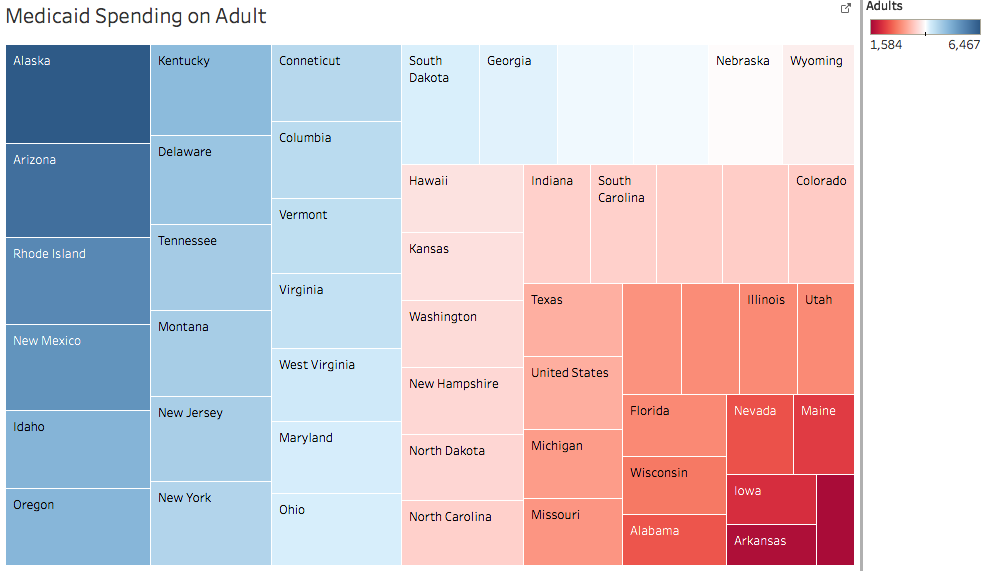 Medicaid Spending on Adult
Adults
1,584 6,467
Alaska
Arizona
Rhode Island
New Mexico
Idaho
Oregon
Kentucky
Delaware
Tennessee
Montana
New Jersey
New York
Conneticut
Columbia
Vermont
Virginia
West Virginia
Maryland
Ohio
South
Dakota
Georgia
Nebraska
Wyoming
Hawaii
Kansas
Washington
New Hampshire
North Dakota
North Carolina
Indiana
South
Carolina
Colorado
Texas
United States
Michigan
Missouri
Illinois
Utah
Florida
Wisconsin
Alabama
Nevada
Maine
Iowa
Arkansas